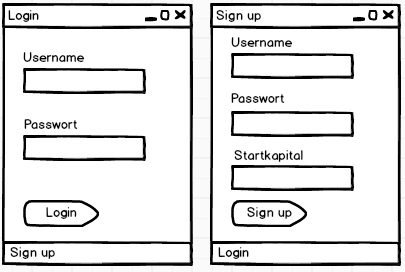 Login
Username
Passwort
Login
Sign up
Sign up
Username
Passwort
Startkapital
Sign up
Login